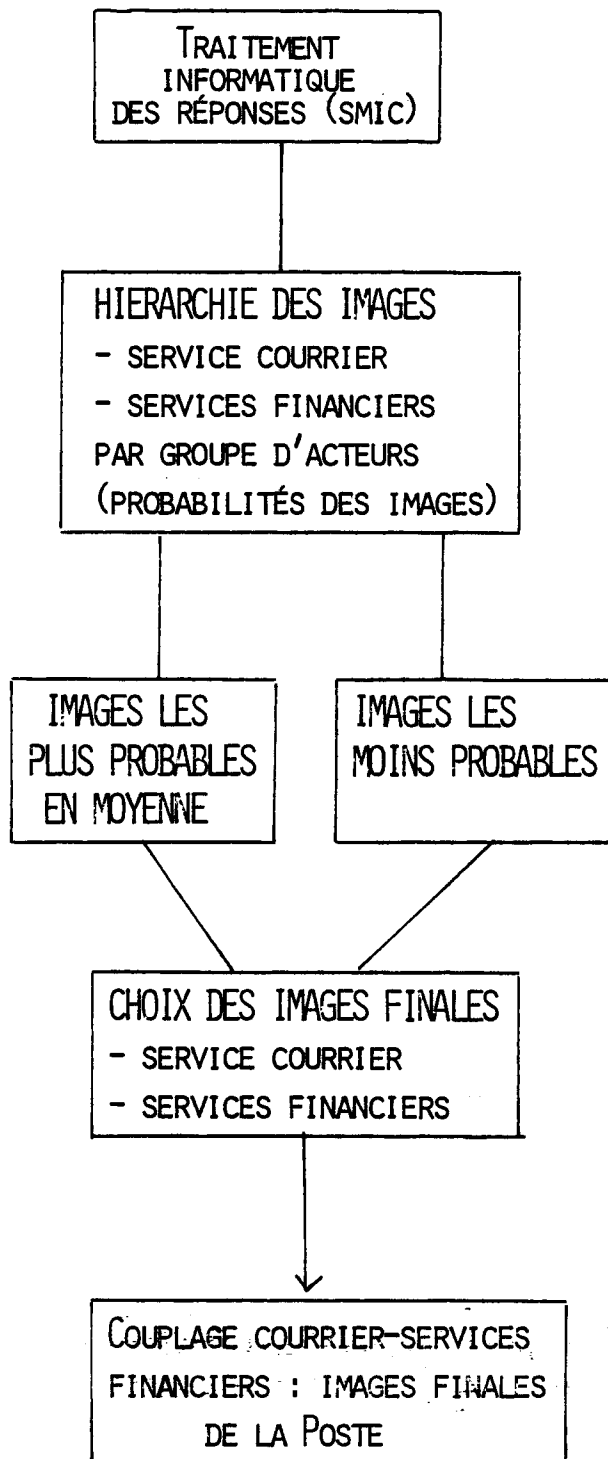 TRAITEMENT
INFORMATIQUE
DES RÉPONSES (SMIC)
HIERARCHIE DES IMAGES
- SERVICE COURRIER
- SERVICES FINANCIERS
PAR GROUPE D'ACTEURS
(PROBABILITÉS DES IMAGES)
IMAGES LES
PLUS PROBABLES
EN MOYENNE
IMAGES LES
MOINS PROBABLES
CHOIX DES IMAGES FINALES
- SERVICE COURRIER
- SERVICES FINANCIERS
COUPLAGE COURRIER-SERVICES
FINANCIERS : IMAGES FINALES
DE LA POSTE